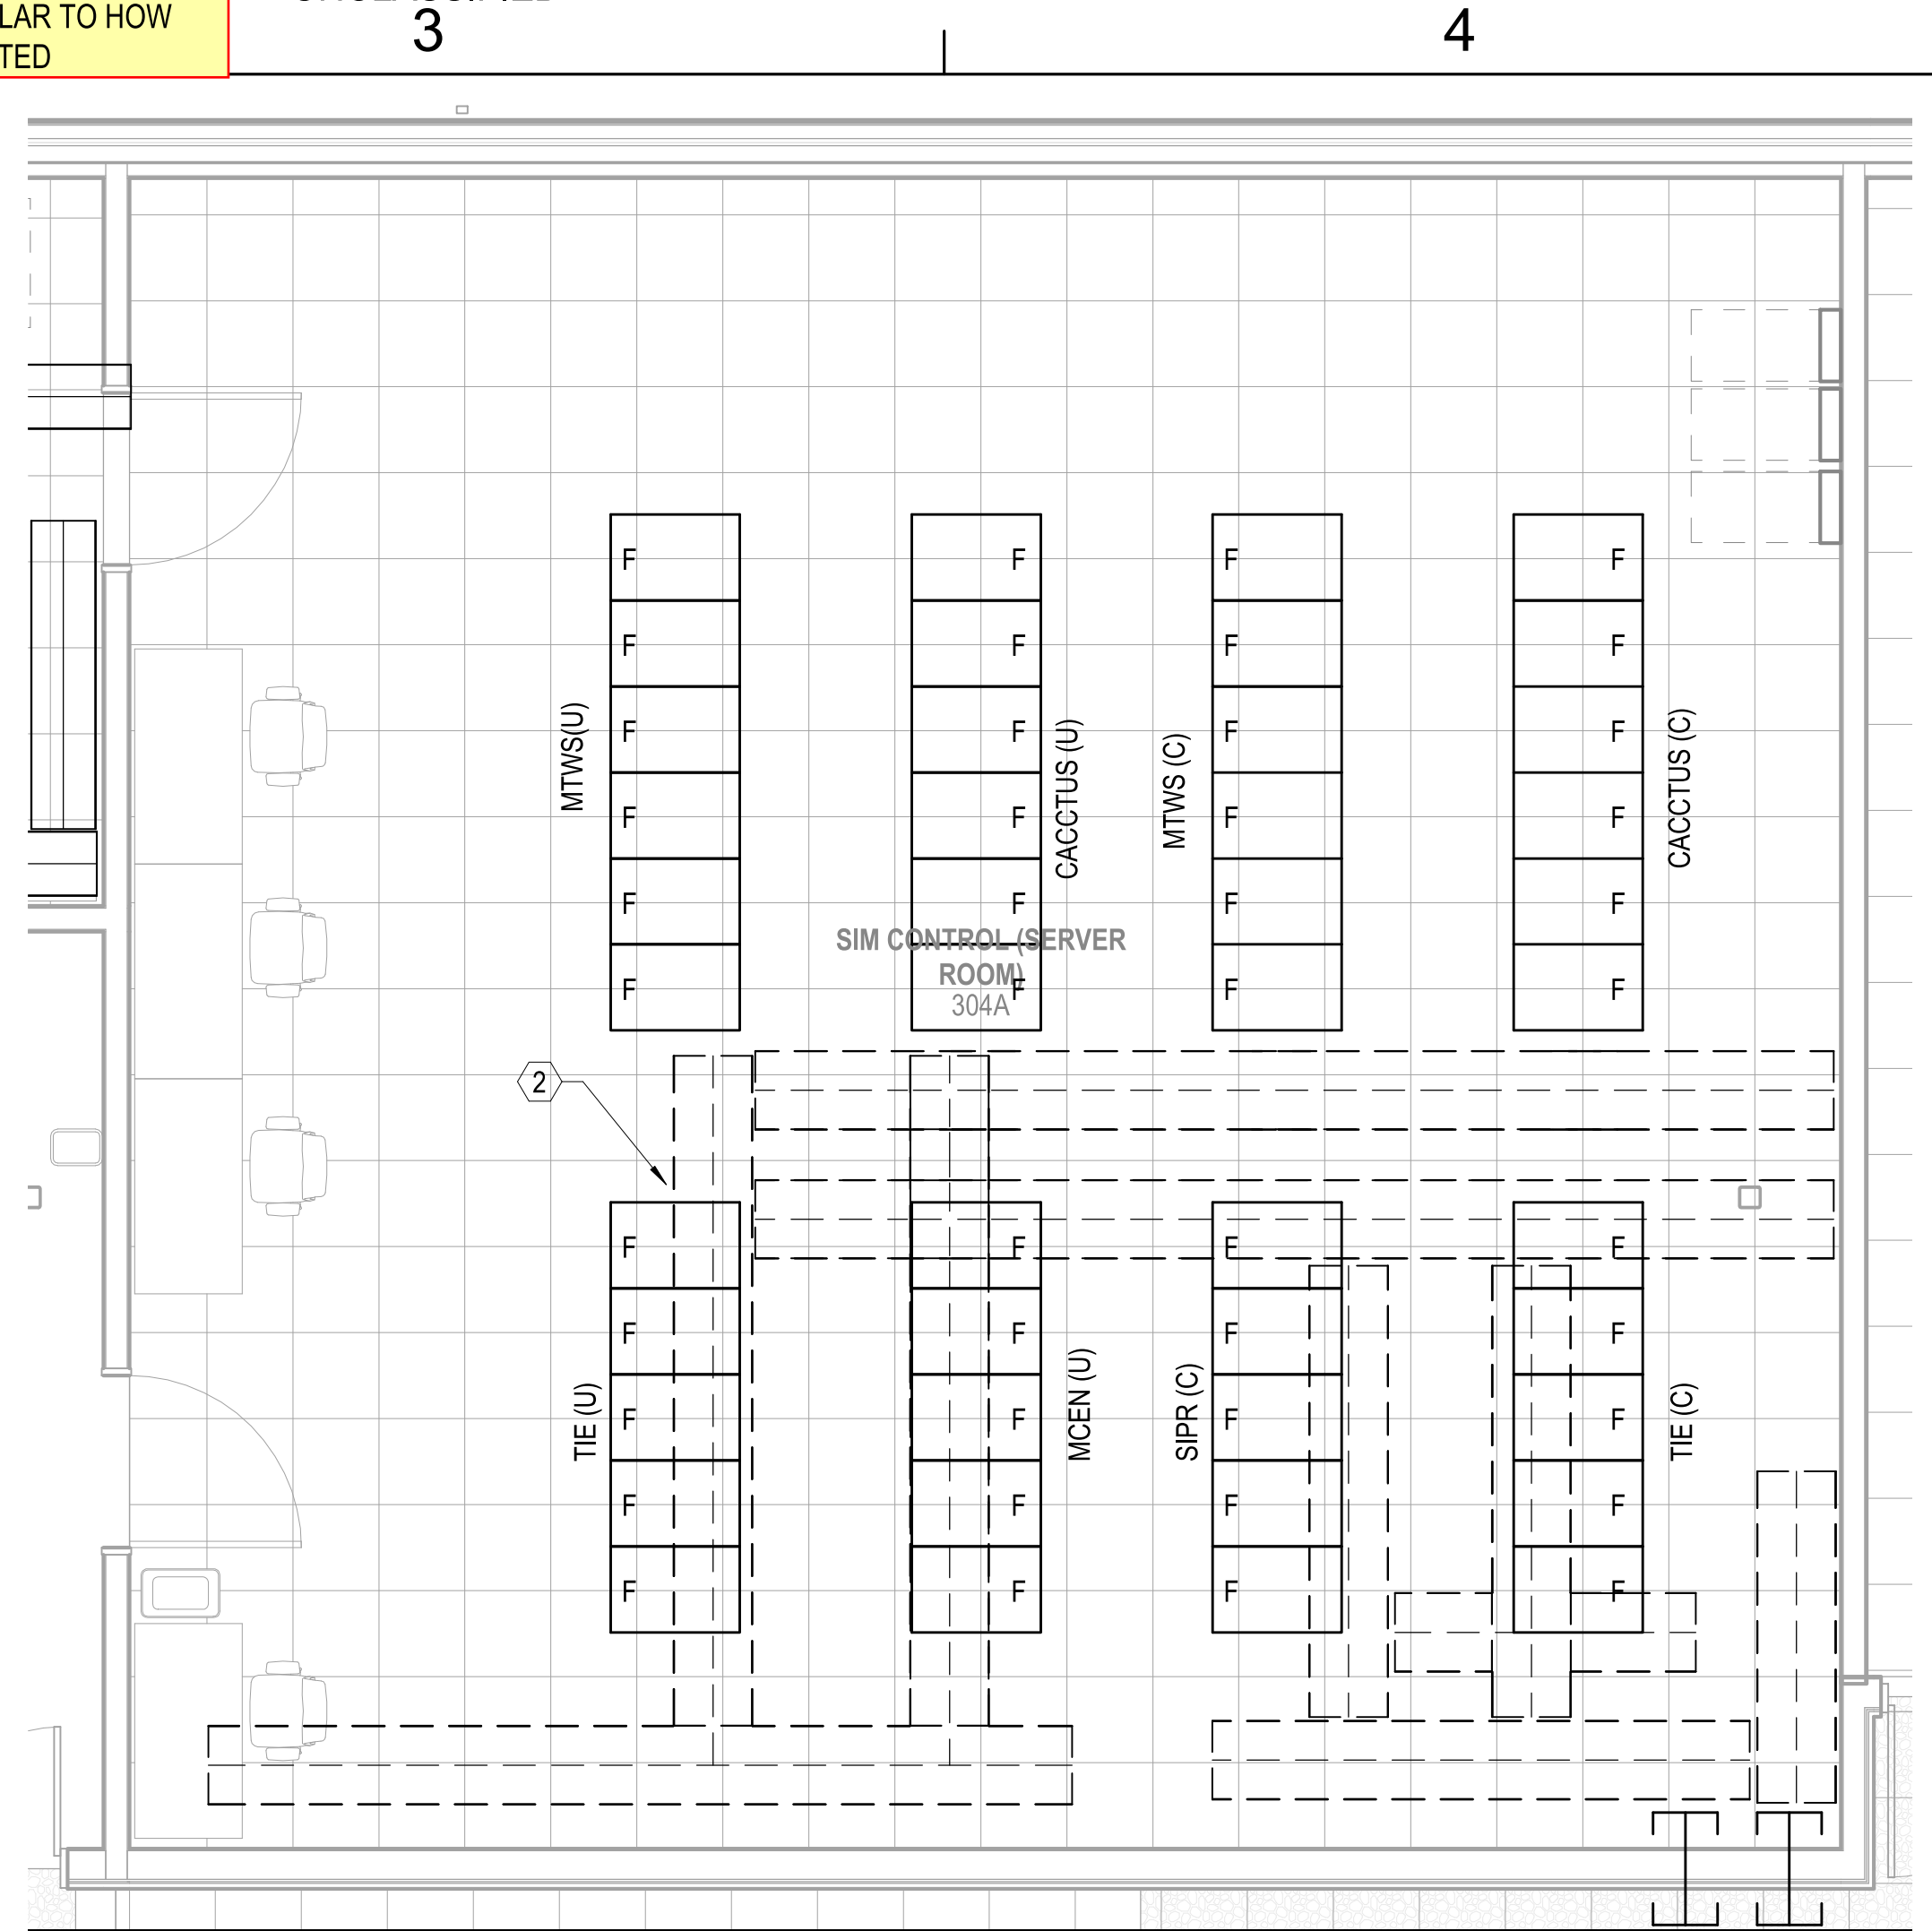 LAR TO HOW
TED
3
4
F F F F
F F F F
F F F F
F F F F
F F F F
F F F F
MTWS(U)
CACCTUS (U)
MTWS (C)
CACCTUS (C)
SIM CONTROL (SERVER
ROOM)
304A
2
F F F F
F F F F
F F F F
F F F F
F F F F
TIE (U)
MCEN (U)
SIPR (C)
TIE (C)